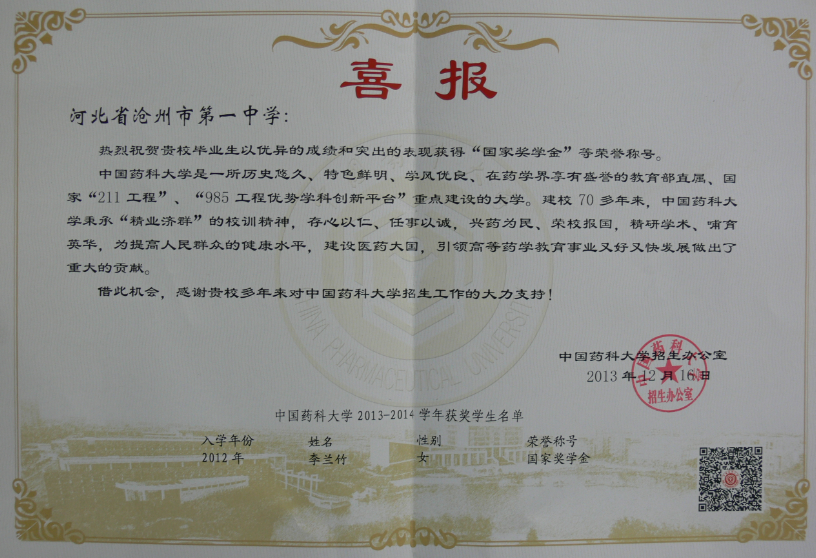 喜报
河北省沧州市第一中学：
热烈祝贺贵校毕业生以优异的成绩和突出的表现获得“国家奖学金”等荣誉称号。
中国药科大学是一所历史悠久、特色鲜明、学风优良、在药学界享有盛誉的教育部直属、国
家“211工程”、“985工程优势学科创新平台”重点建设的大学。建校70多年来，中国药科大
学秉承“精业济群”的校训精神，存心以仁、任事以诚，兴药为民、荣校报国，精研学术、啸育
英华，为提高人民群众的健康水平，建设医药大国，引领高等药学教育事业又好又快发展做出了
重大的贡献。
借此机会，感谢贵校多年来对中国药科大学招生工作的大力支持！
中国药科大学招生办公室
2013年12月16日
中国药科大学
招生办公室
中国药科大学2013-2014学年获奖学生名单
入学年份 姓名 性别 荣誉称号
2012年 李兰竹 女 国家奖学金
CHINA PHARMACEUTICAL UNIVERSITY